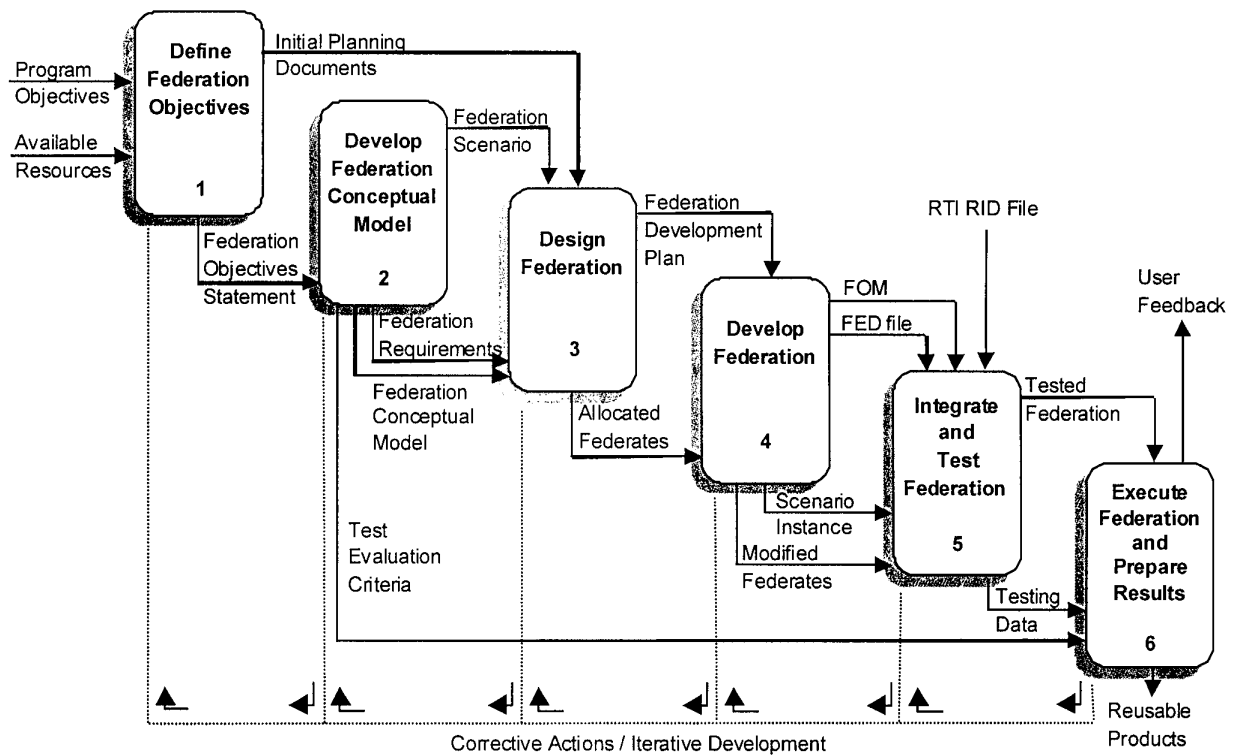 Program
Objectives
Available
Resources
Define
Federation
Objectives
1
Initial Planning
Documents
Federation
Objectives
Statement
Develop
Federation
Conceptual
Model
2
Federation
Scenario
Federation
Requirements
Federation
Conceptual
Model
Test
Evaluation
Criteria
Design
Federation
3
Federation
Development
Plan
Allocated
Federates
Develop
Federation
4
FOM
FED file
RTI RID File
Scenario
Instance
Modified
Federates
Integrate
and
Test
Federation
5
Tested
Federation
Testing
Data
User
Feedback
Execute
Federation
and
Prepare
Results
6
Reusable
Products
Corrective Actions / Iterative Development